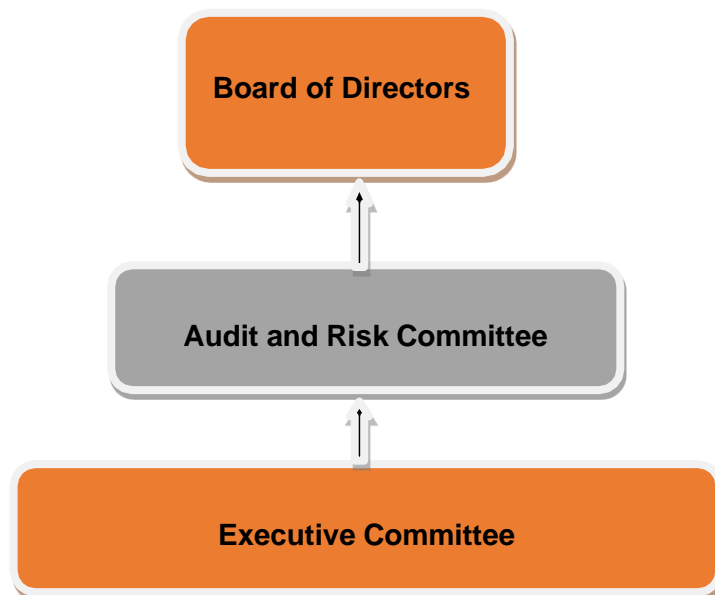 Board of Directors
Audit and Risk Committee
Executive Committee